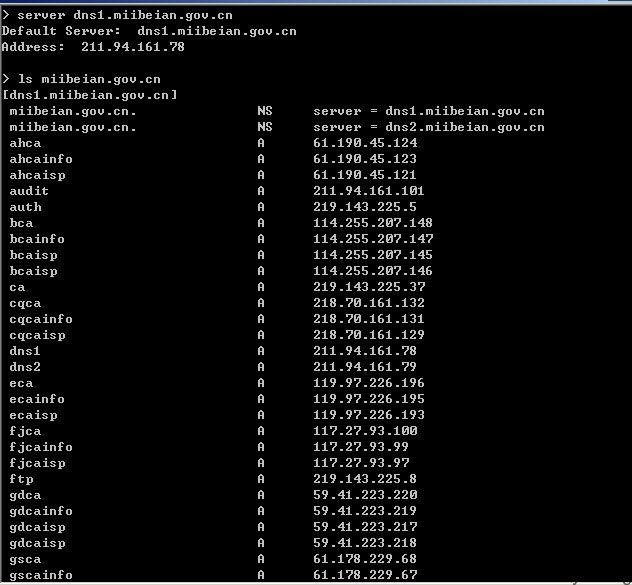 > server dns1.miibeian.gov.cn
Default Server:  dns1.miibeian.gov.cn
Address:  211.94.161.78
> ls miibeian.gov.cn
[dns1.miibeian.gov.cn]
miibeian.gov.cn. NS server = dns1.miibeian.gov.cn
miibeian.gov.cn. NS server = dns2.miibeian.gov.cn
ahca A 61.190.45.124
ahcainfo A 61.190.45.123
ahcaisp A 61.190.45.121
audit A 211.94.161.101
auth A 219.143.225.5
bca A 114.255.207.148
bcainfo A 114.255.207.147
bcaisp A 114.255.207.145
bcaisp A 114.255.207.146
ca A 219.143.225.37
cqca A 218.70.161.132
cqcainfo A 218.70.161.131
cqcaisp A 218.70.161.129
dns1 A 211.94.161.78
dns2 A 211.94.161.79
eca A 119.97.226.196
ecainfo A 119.97.226.195
ecaisp A 119.97.226.193
fjca A 117.27.93.100
fjcainfo A 117.27.93.99
fjcaisp A 117.27.93.97
ftp A 219.143.225.8
gdca A 59.41.223.220
gdcainfo A 59.41.223.219
gdcaisp A 59.41.223.217
gdcaisp A 59.41.223.218
gsca A 61.178.229.68
gscainfo A 61.178.229.67